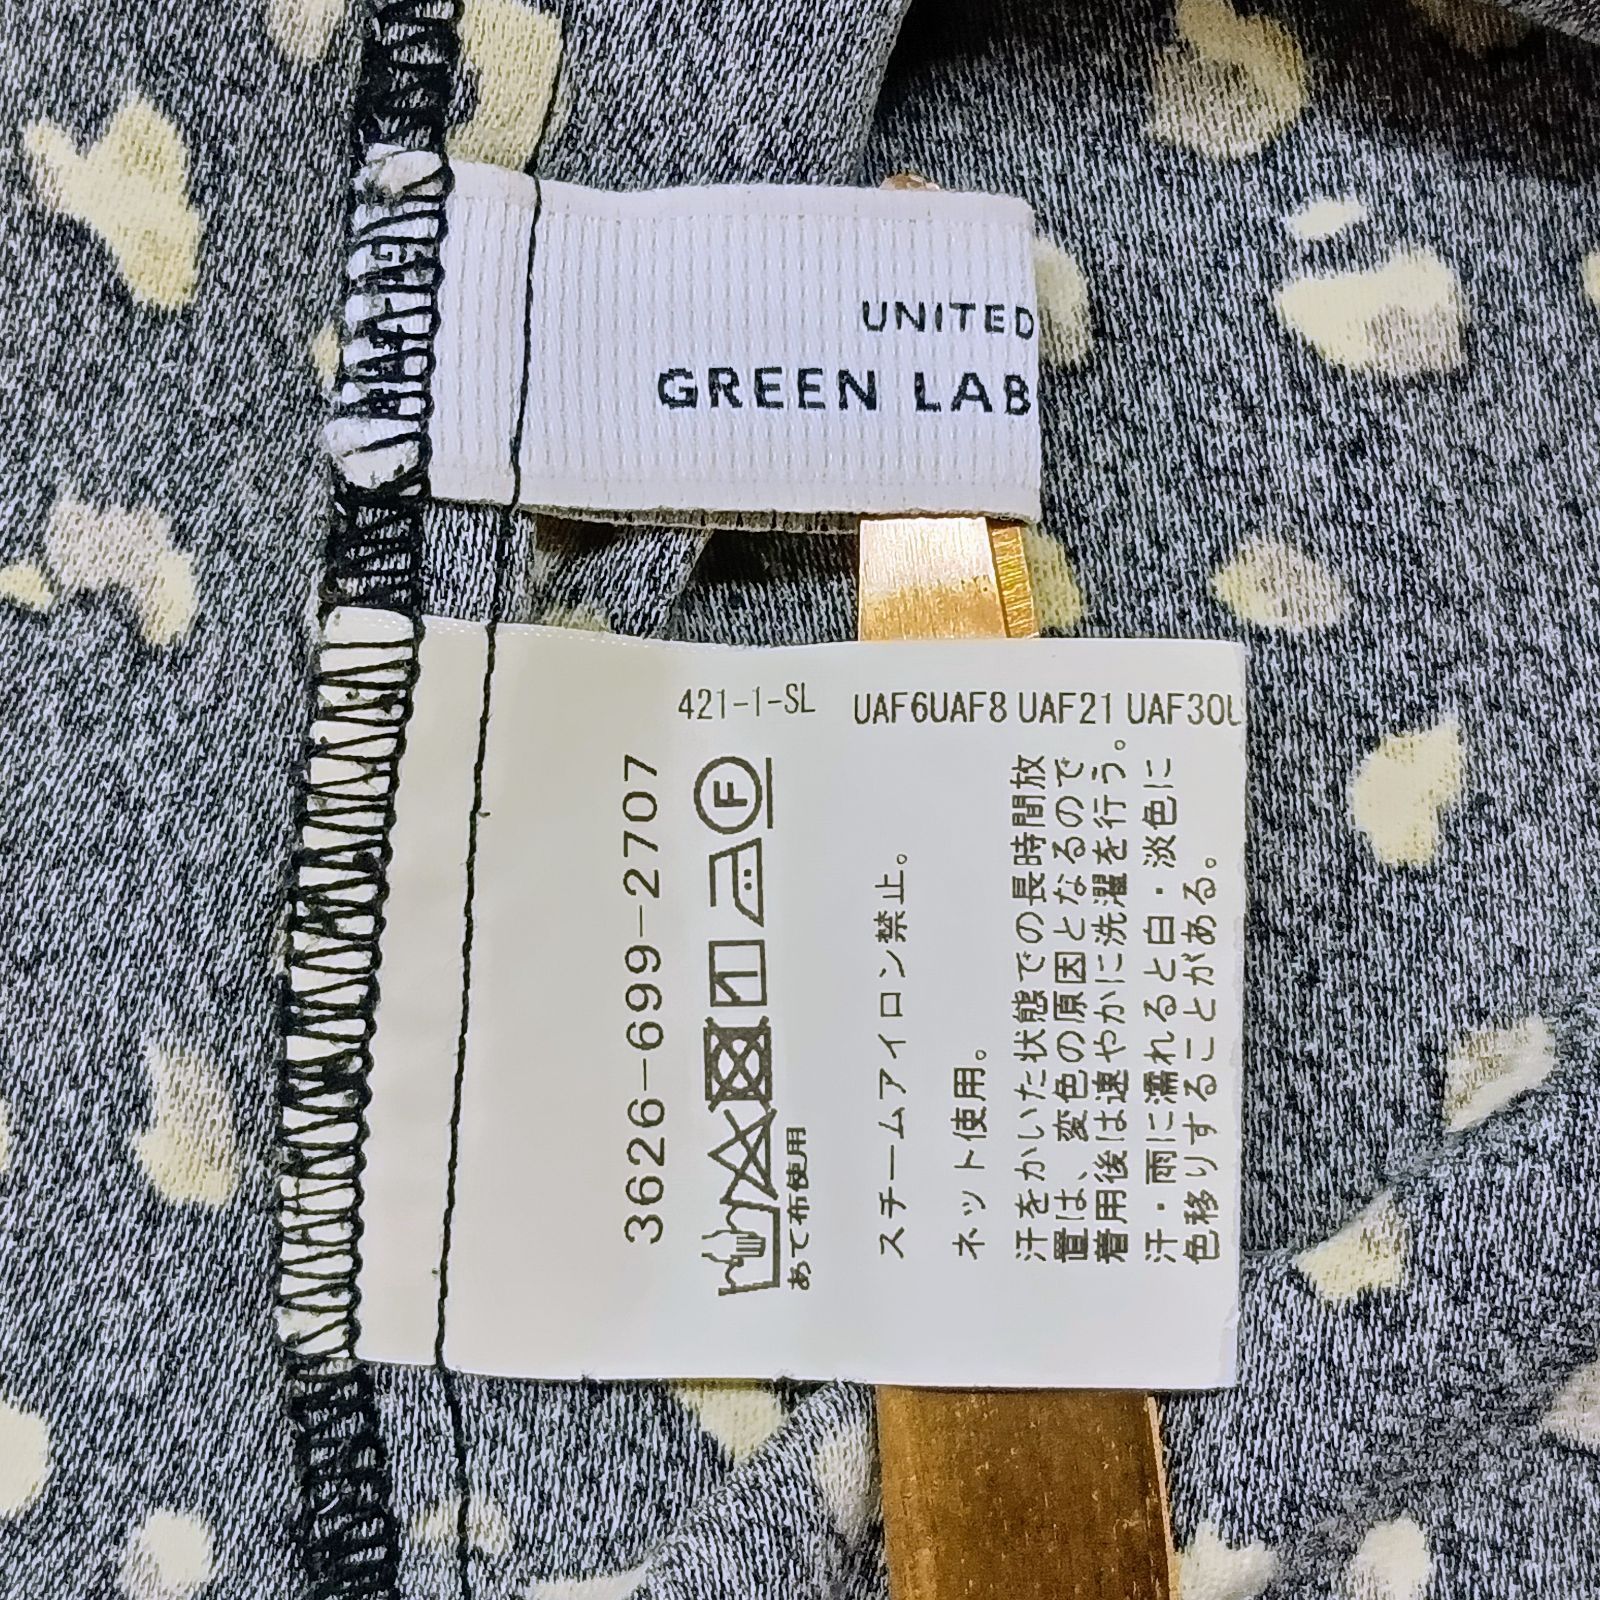 UNITED
GREEN LAB
421-1-SL
UAF6UAF8 UAF21 UAF30U
3626-699-2707
F
あて布使用
スチームアイロン禁止。
ネット使用。
汗をかいた状態での長時間放
置は、変色の原因となるので
着用後は速やかに洗濯を行う。
汗・雨に濡れると白・淡色に
色移りすることがある。